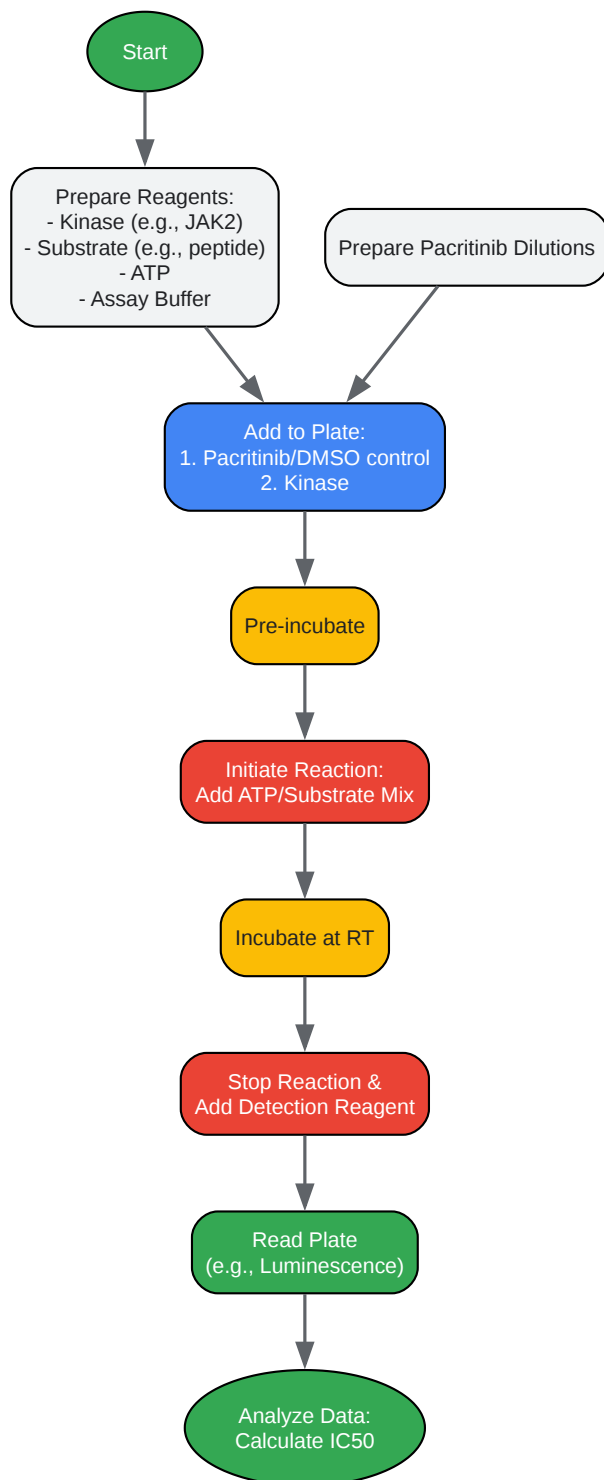 Start
Prepare Reagents:
- Kinase (e.g., JAK2)
- Substrate (e.g., peptide)
- ATP
- Assay Buffer
Prepare Pacritinib Dilutions
Add to Plate:
1. Pacritinib/DMSO control
2. Kinase
Pre-incubate
Initiate Reaction:
Add ATP/Substrate Mix
Incubate at RT
Stop Reaction &
Add Detection Reagent
Read Plate
(e.g., Luminescence)
Analyze Data:
Calculate IC50